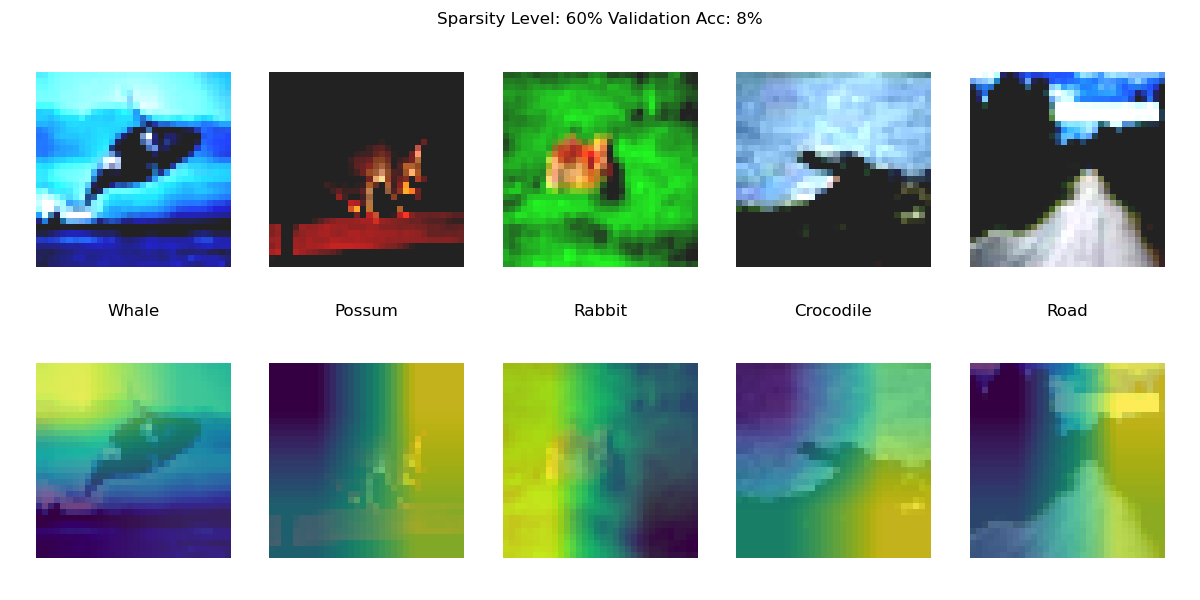 Sparsity Level: 60% Validation Acc: 8%
Whale
Possum
Rabbit
Crocodile
Road